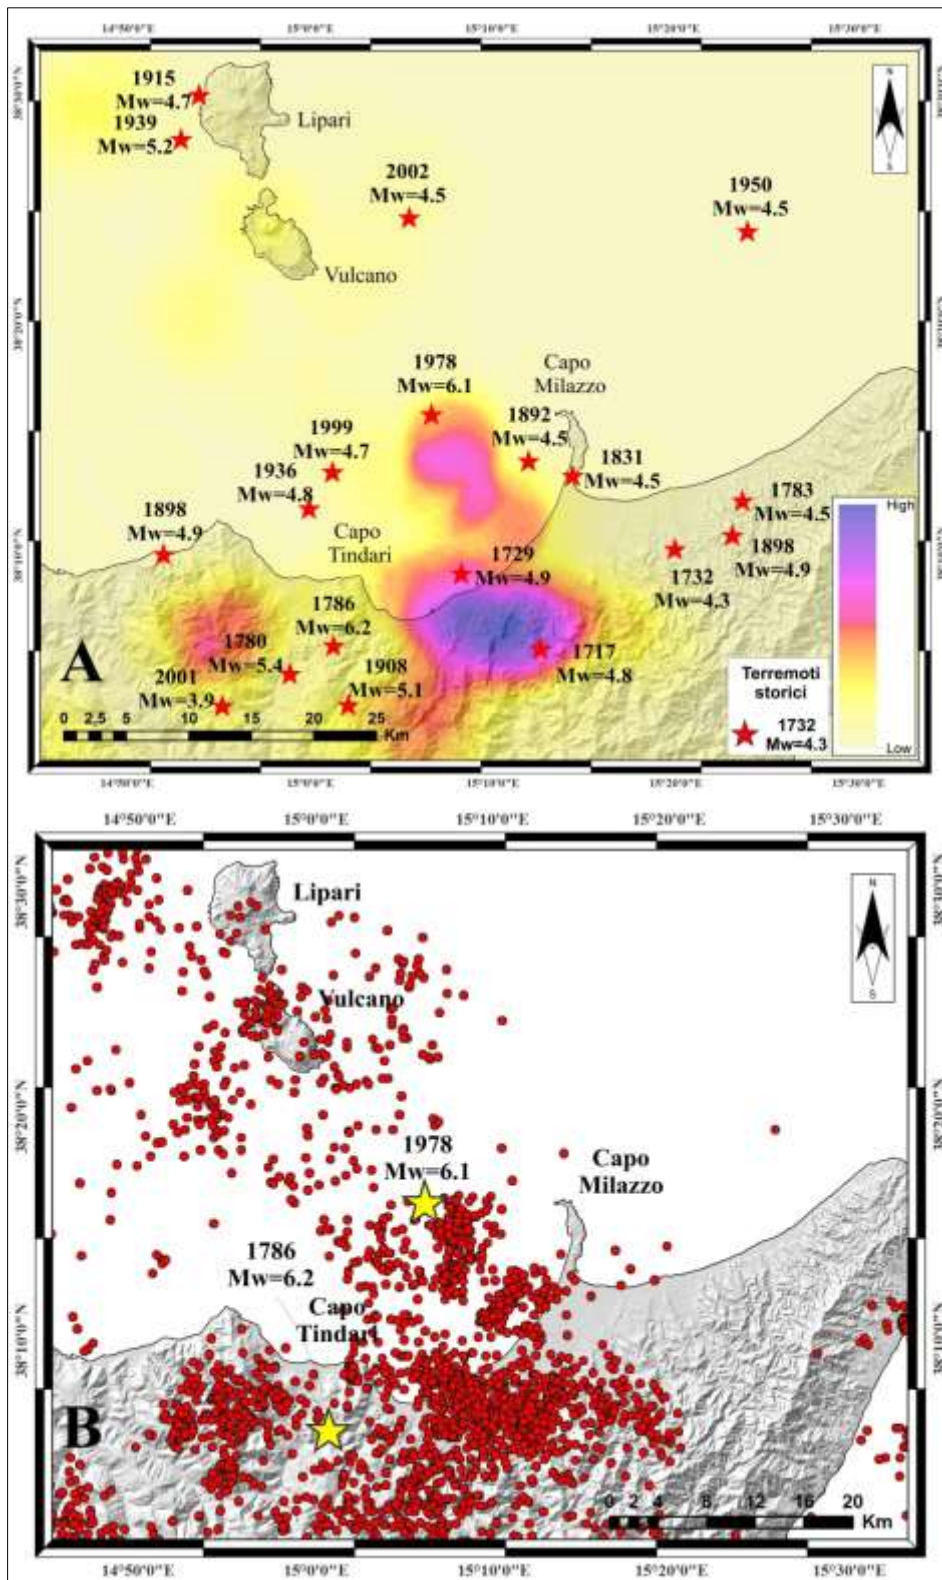 14°50'0"E 15°0'0"E 15°10'0"E 15°20'0"E 15°30'0"E
38°30'0"N
38°20'0"N
38°10'0"N
1915
Mw=4.7
1939
Mw=5.2
Lipari
N
S
2002
Mw=4.5
1950
Mw=4.5
Vulcano
1978
Mw=6.1
Capo
Milazzo
1892
Mw=4.5
1999
Mw=4.7
1831
Mw=4.5
1936
Mw=4.8
1783
Mw=4.5
1898
Mw=4.9
Capo
Tindari
1729
Mw=4.9
1898
Mw=4.9
1732
Mw=4.3
1786
Mw=6.2
1780
Mw=5.4
1717
Mw=4.8
2001
Mw=3.9
1908
Mw=5.1
A
0 2,5 5 10 15 20 25
Km
High
Low
Terremoti
storici
1732
Mw=4.3
14°50'0"E 15°0'0"E 15°10'0"E 15°20'0"E 15°30'0"E
14°50'0"E 15°0'0"E 15°10'0"E 15°20'0"E 15°30'0"E
38°30'0"N
38°20'0"N
38°10'0"N
Lipari
N
S
Vulcano
1978
Mw=6.1
Capo
Milazzo
1786
Mw=6.2
Capo
Tindari
B
0 2 4 8 12 16 20
Km
14°50'0"E 15°0'0"E 15°10'0"E 15°20'0"E 15°30'0"E